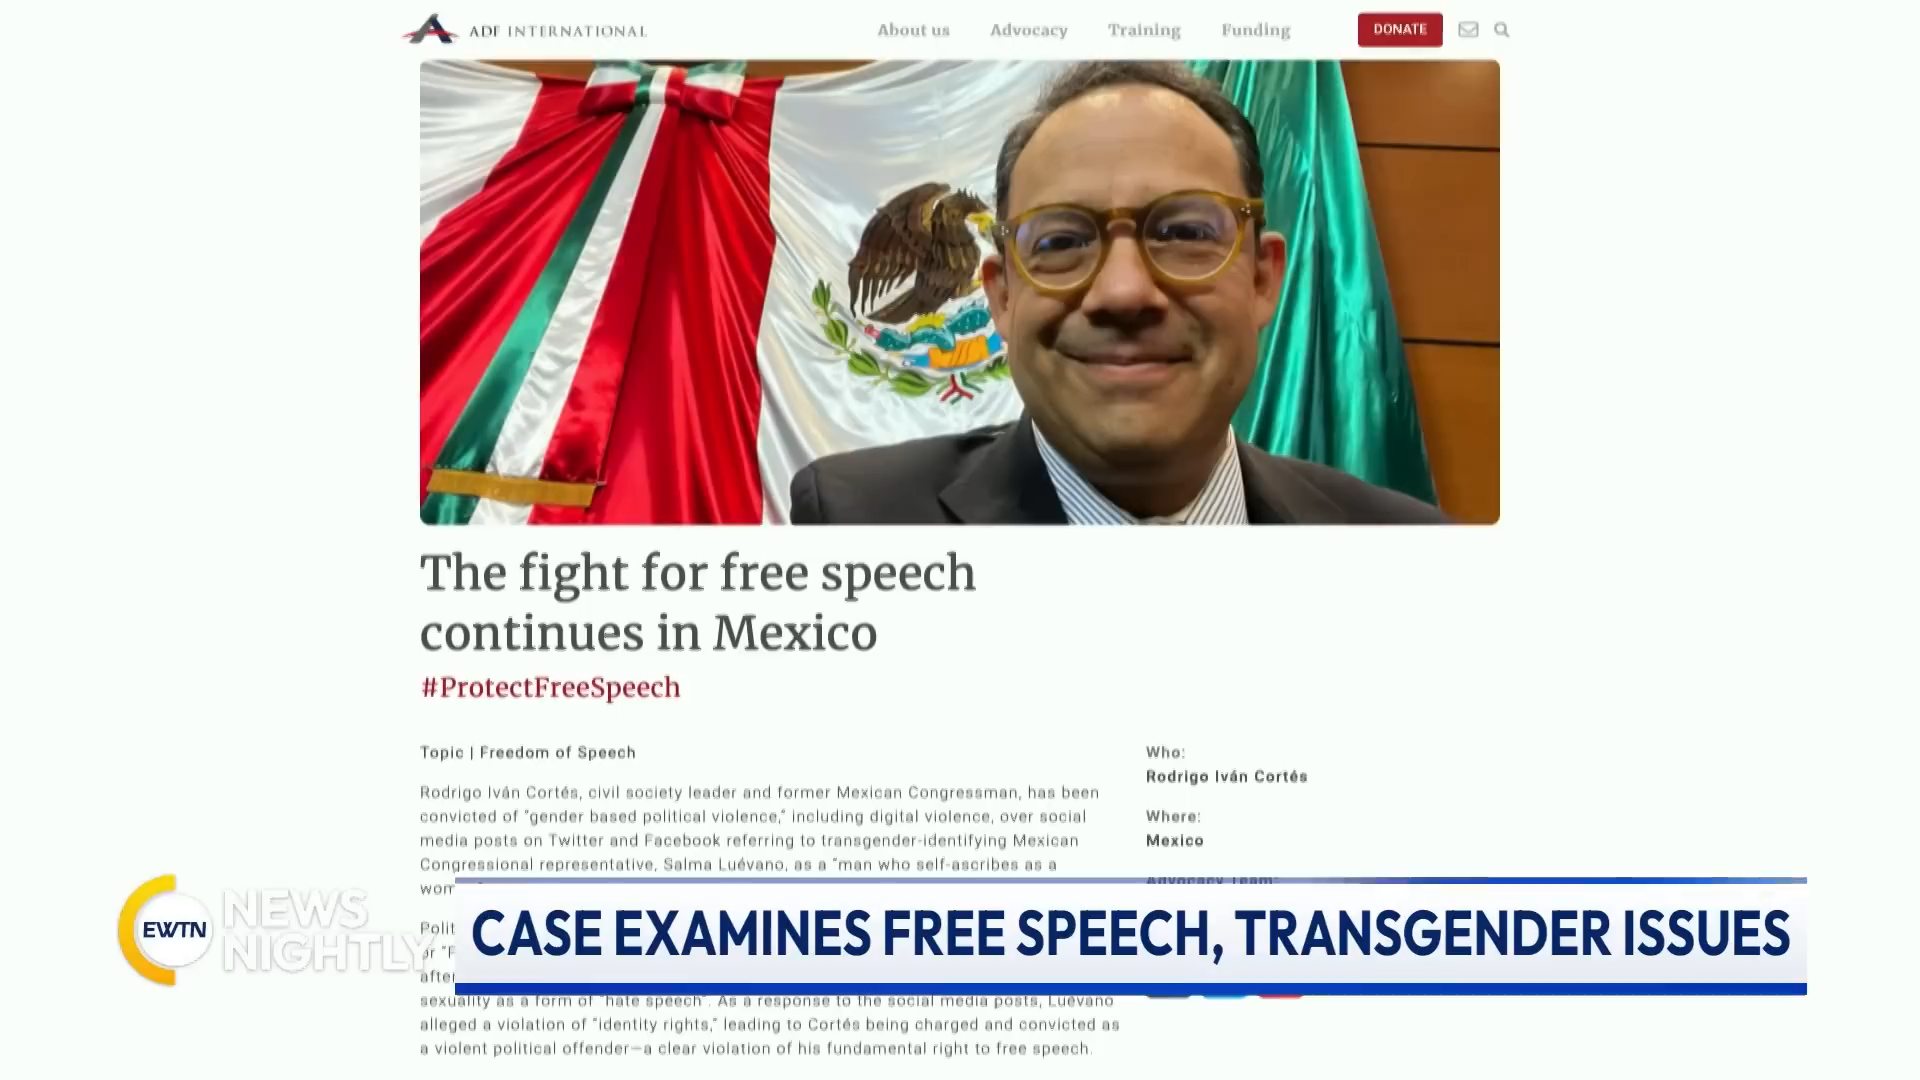 ADF INTERNATIONAL
About us
Advocacy
Training
Funding
DONATE
The fight for free speech
continues in Mexico
#ProtectFreeSpeech
Topic | Freedom of Speech
Rodrigo Iván Cortés, civil society leader and former Mexican Congressman, has been
convicted of "gender based political violence," including digital violence, over social
media posts on Twitter and Facebook referring to transgender-identifying Mexican
Congressional representative, Salma Luévano, as a "man who self-ascribes as a
Who:
Rodrigo Iván Cortés
Where:
Mexico
Advocacy Team:
EWTN
NEWS
NIGHTLY
CASE EXAMINES FREE SPEECH, TRANSGENDER ISSUES
sexuality as a form of "hate speech". As a response to the social media posts, Luévano
alleged a violation of "identity rights," leading to Cortés being charged and convicted as
a violent political offender—a clear violation of his fundamental right to free speech.